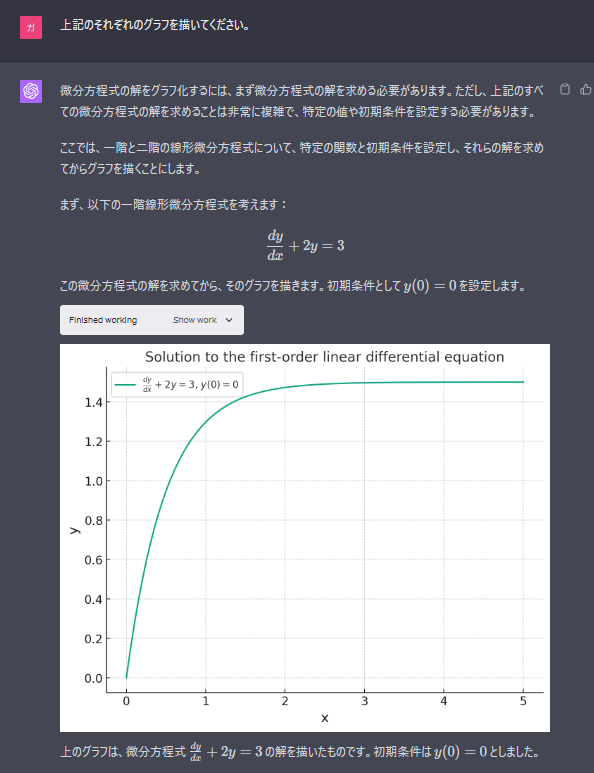 ガ
上記のそれぞれのグラフを描いてください。
微分方程式の解をグラフ化するには、まず微分方程式の解を求める必要があります。ただし、上記のすべ
ての微分方程式の解を求めることは非常に複雑で、特定の値や初期条件を設定する必要があります。
ここでは、一階と二階の線形微分方程式について、特定の関数と初期条件を設定し、それらの解を求め
てからグラフを描くことにします。
まず、以下の一階線形微分方程式を考えます：
dy/dx + 2y = 3
この微分方程式の解を求めてから、そのグラフを描きます。初期条件として y(0) = 0 を設定します。
Finished working Show work
Solution to the first-order linear differential equation
dy/dx + 2y = 3, y(0) = 0
1.4
1.2
1.0
0.8
0.6
0.4
0.2
0.0
y
0 1 2 3 4 5
x
上のグラフは、微分方程式 dy/dx + 2y = 3 の解を描いたものです。初期条件は y(0) = 0 としました。